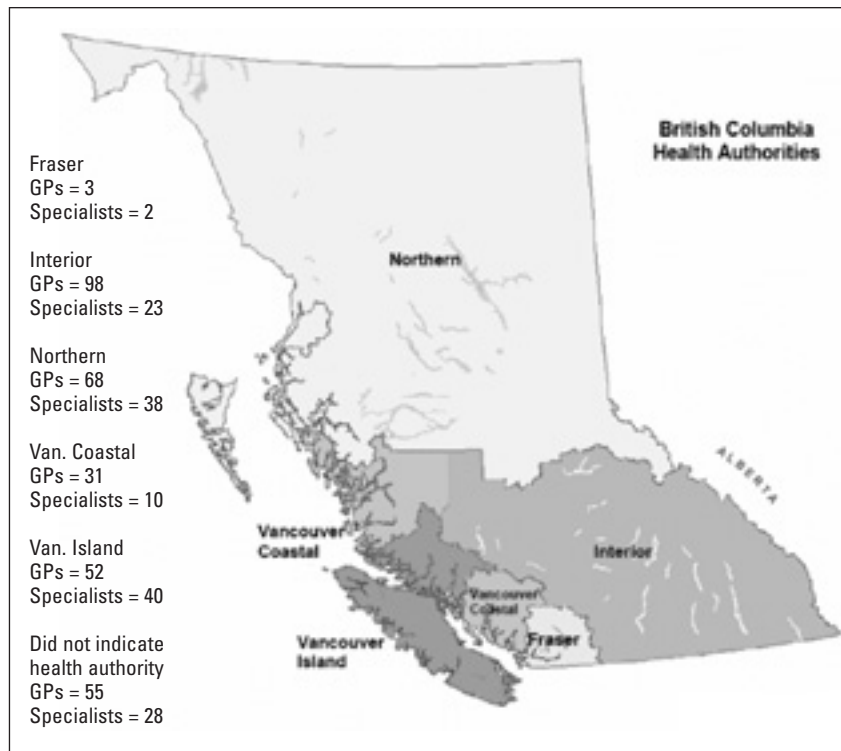 British Columbia
Health Authorities
Fraser
GPs = 3
Specialists = 2
Interior
GPs = 98
Specialists = 23
Northern
GPs = 68
Specialists = 38
Van. Coastal
GPs = 31
Specialists = 10
Van. Island
GPs = 52
Specialists = 40
Did not indicate
health authority
GPs = 55
Specialists = 28
Northern
ALBERTA
Vancouver
Coastal
Interior
Vancouver
Coastal
Fraser
Vancouver
Island